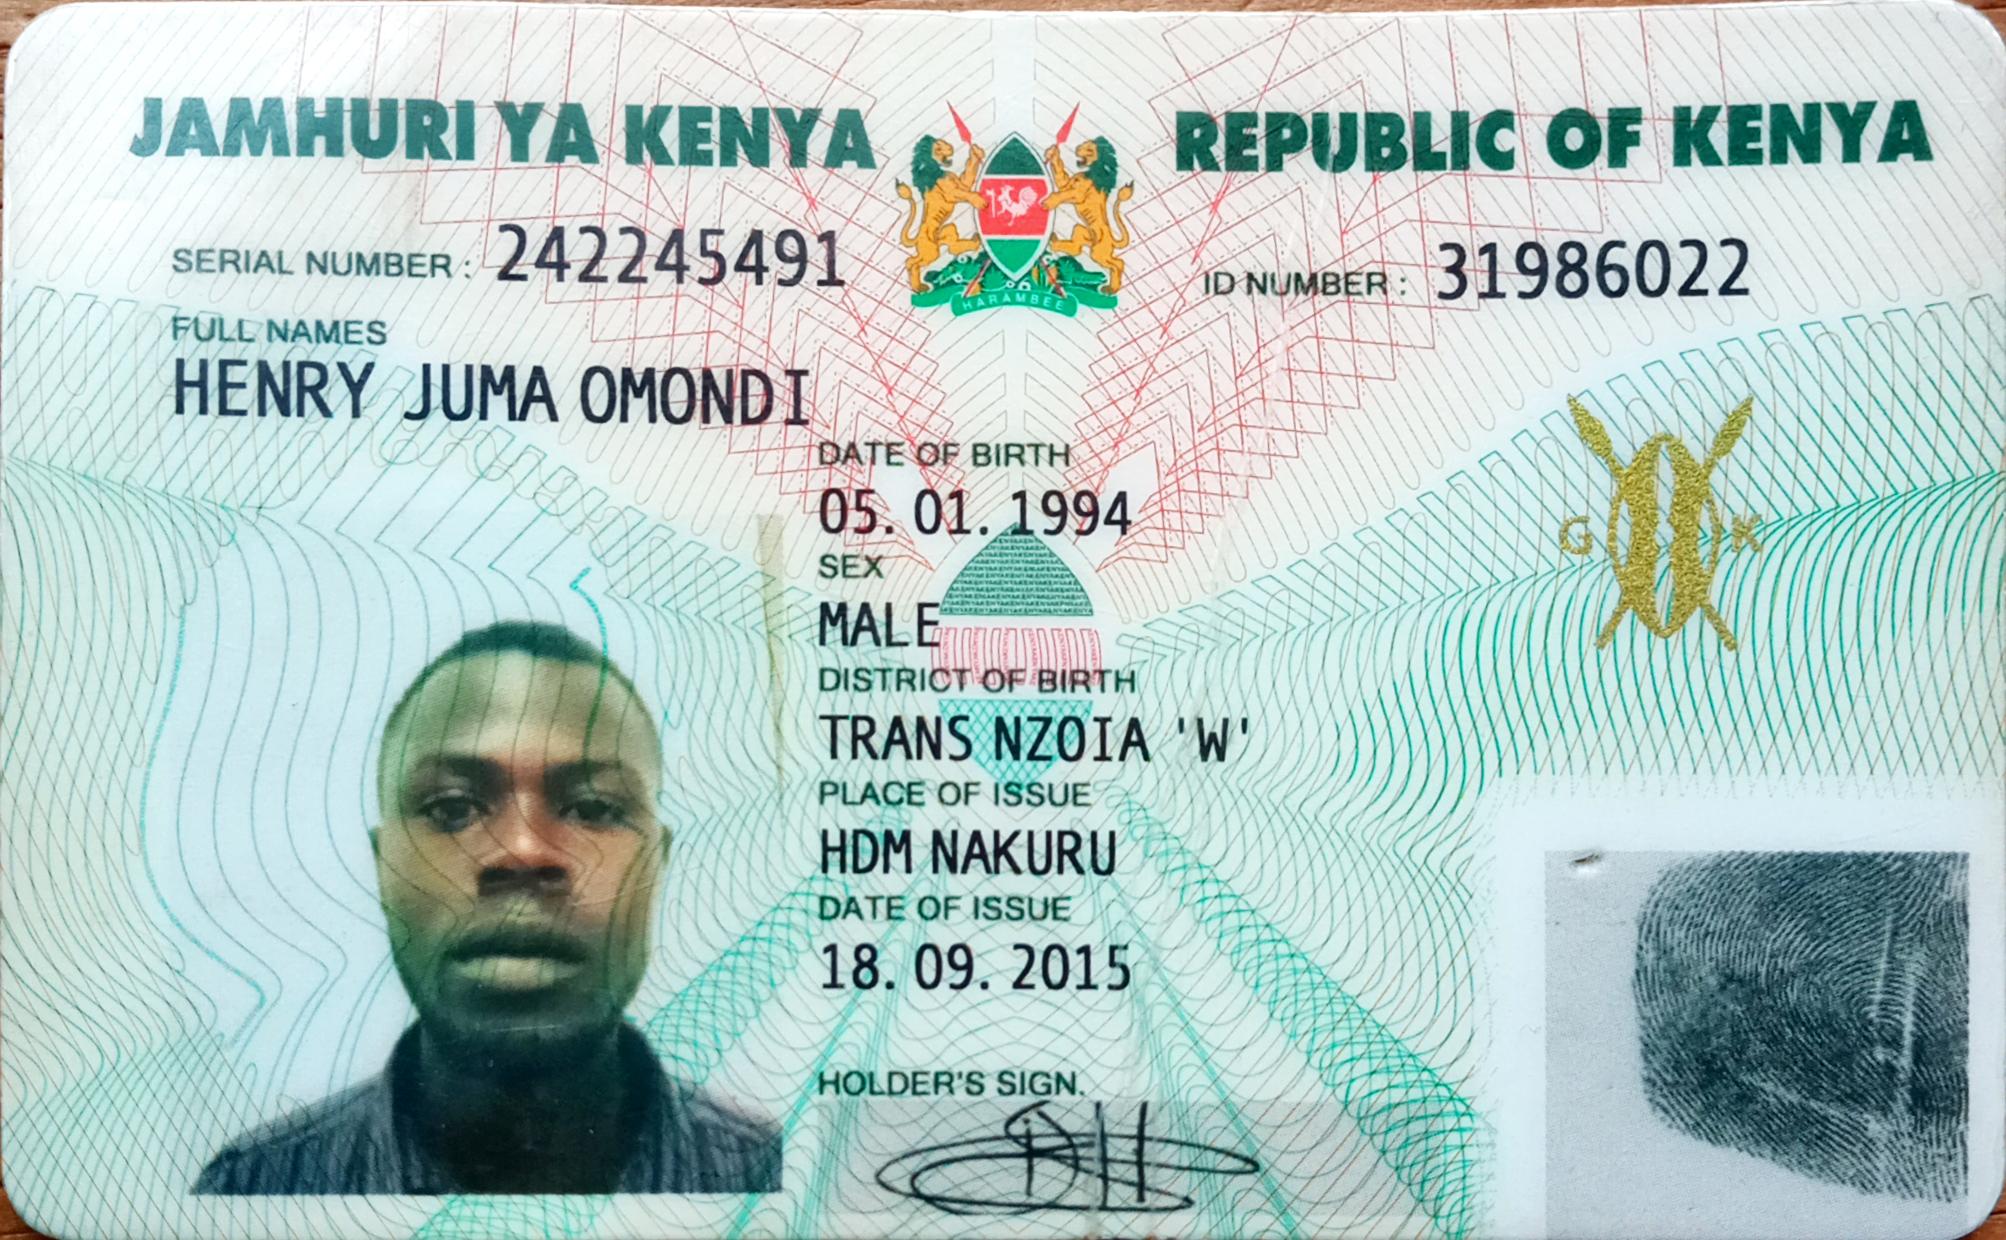 JAMHURI YA KENYA REPUBLIC OF KENYA
SERIAL NUMBER : 242245491
ID NUMBER : 31986022
HARAMBEE
FULL NAMES
HENRY JUMA OMONDI
DATE OF BIRTH
05. 01. 1994
G K
SEX
MALE
DISTRICT OF BIRTH
TRANS NZOIA 'W'
PLACE OF ISSUE
HDM NAKURU
DATE OF ISSUE
18. 09. 2015
HOLDER'S SIGN.